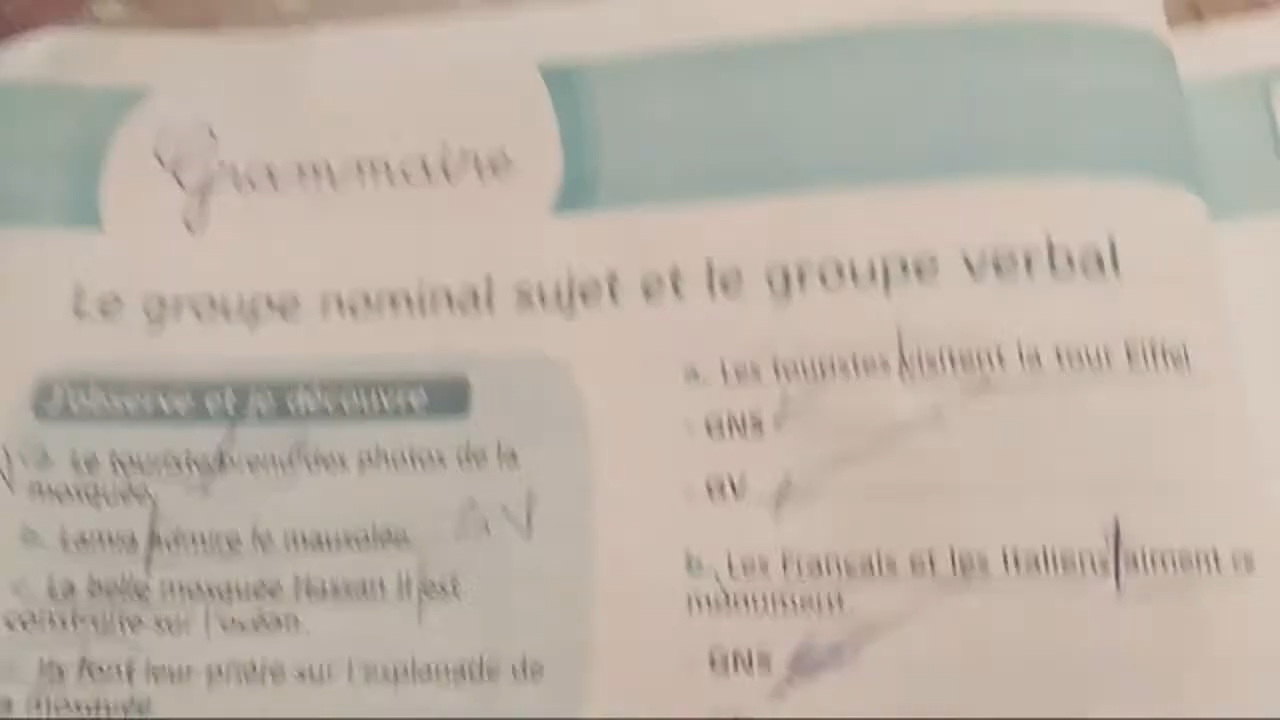 Grammaire
Le groupe nominal sujet et le groupe verbal
J'observe et je découvre
a. Le touriste prend des photos de la
mosquée.
b. Lamia admire le mausolée.
GV
c. La belle mosquée Hassan II est
construite sur l'océan.
Ils font leur prière sur l'esplanade de
la mosquée
a. Les touristes visitent la tour Eiffel
- GNS
- GV
b. Les Français et les Italiens aiment ce
monument
- GNS